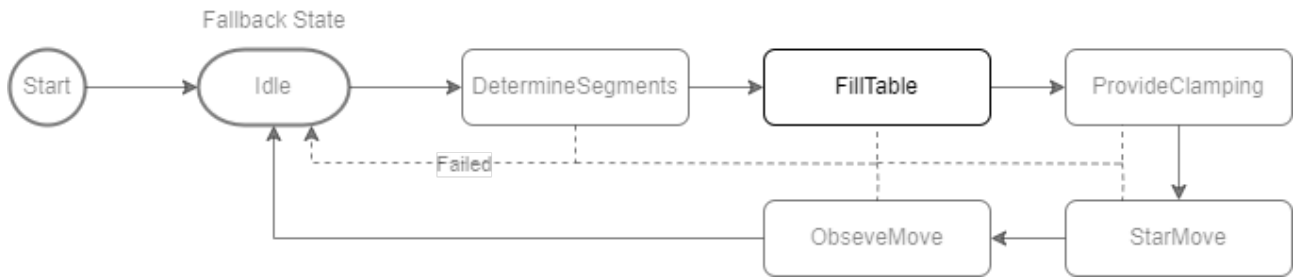 Fallback State
Start
Idle
DetermineSegments
FillTable
ProvideClamping
Failed
ObseveMove
StarMove